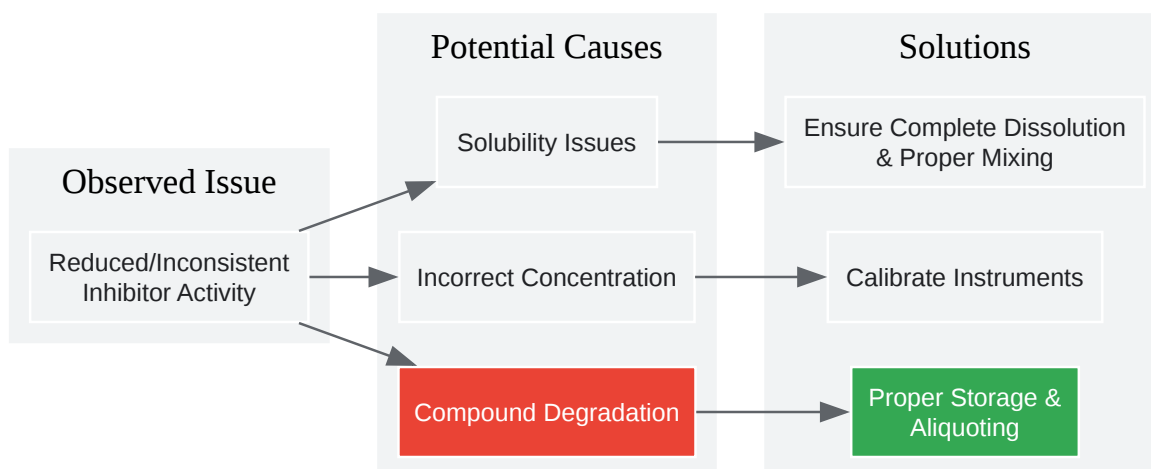 Potential Causes
Solutions
Solubility Issues
Ensure Complete Dissolution
& Proper Mixing
Observed Issue
Reduced/Inconsistent
Inhibitor Activity
Incorrect Concentration
Calibrate Instruments
Compound Degradation
Proper Storage &
Aliquoting